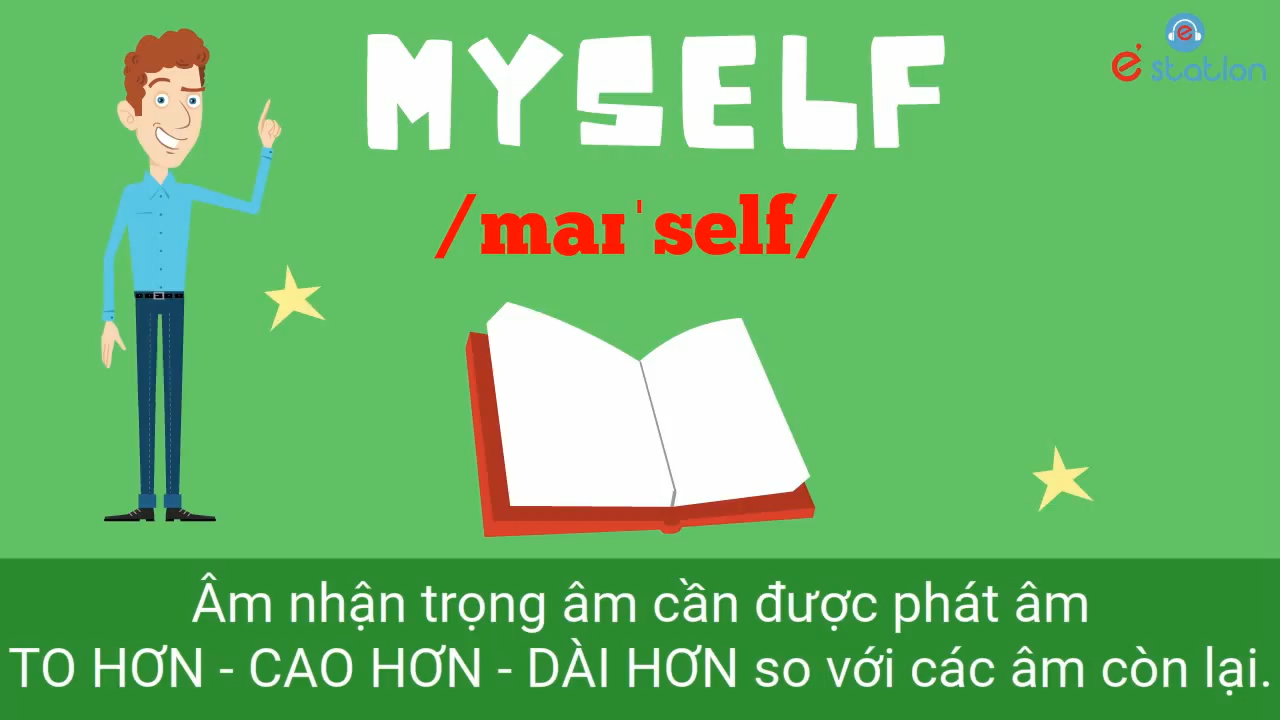 e
e' station
MYSELF
/maɪˈself/
Âm nhận trọng âm cần được phát âm
TO HƠN - CAO HƠN - DÀI HƠN so với các âm còn lại.